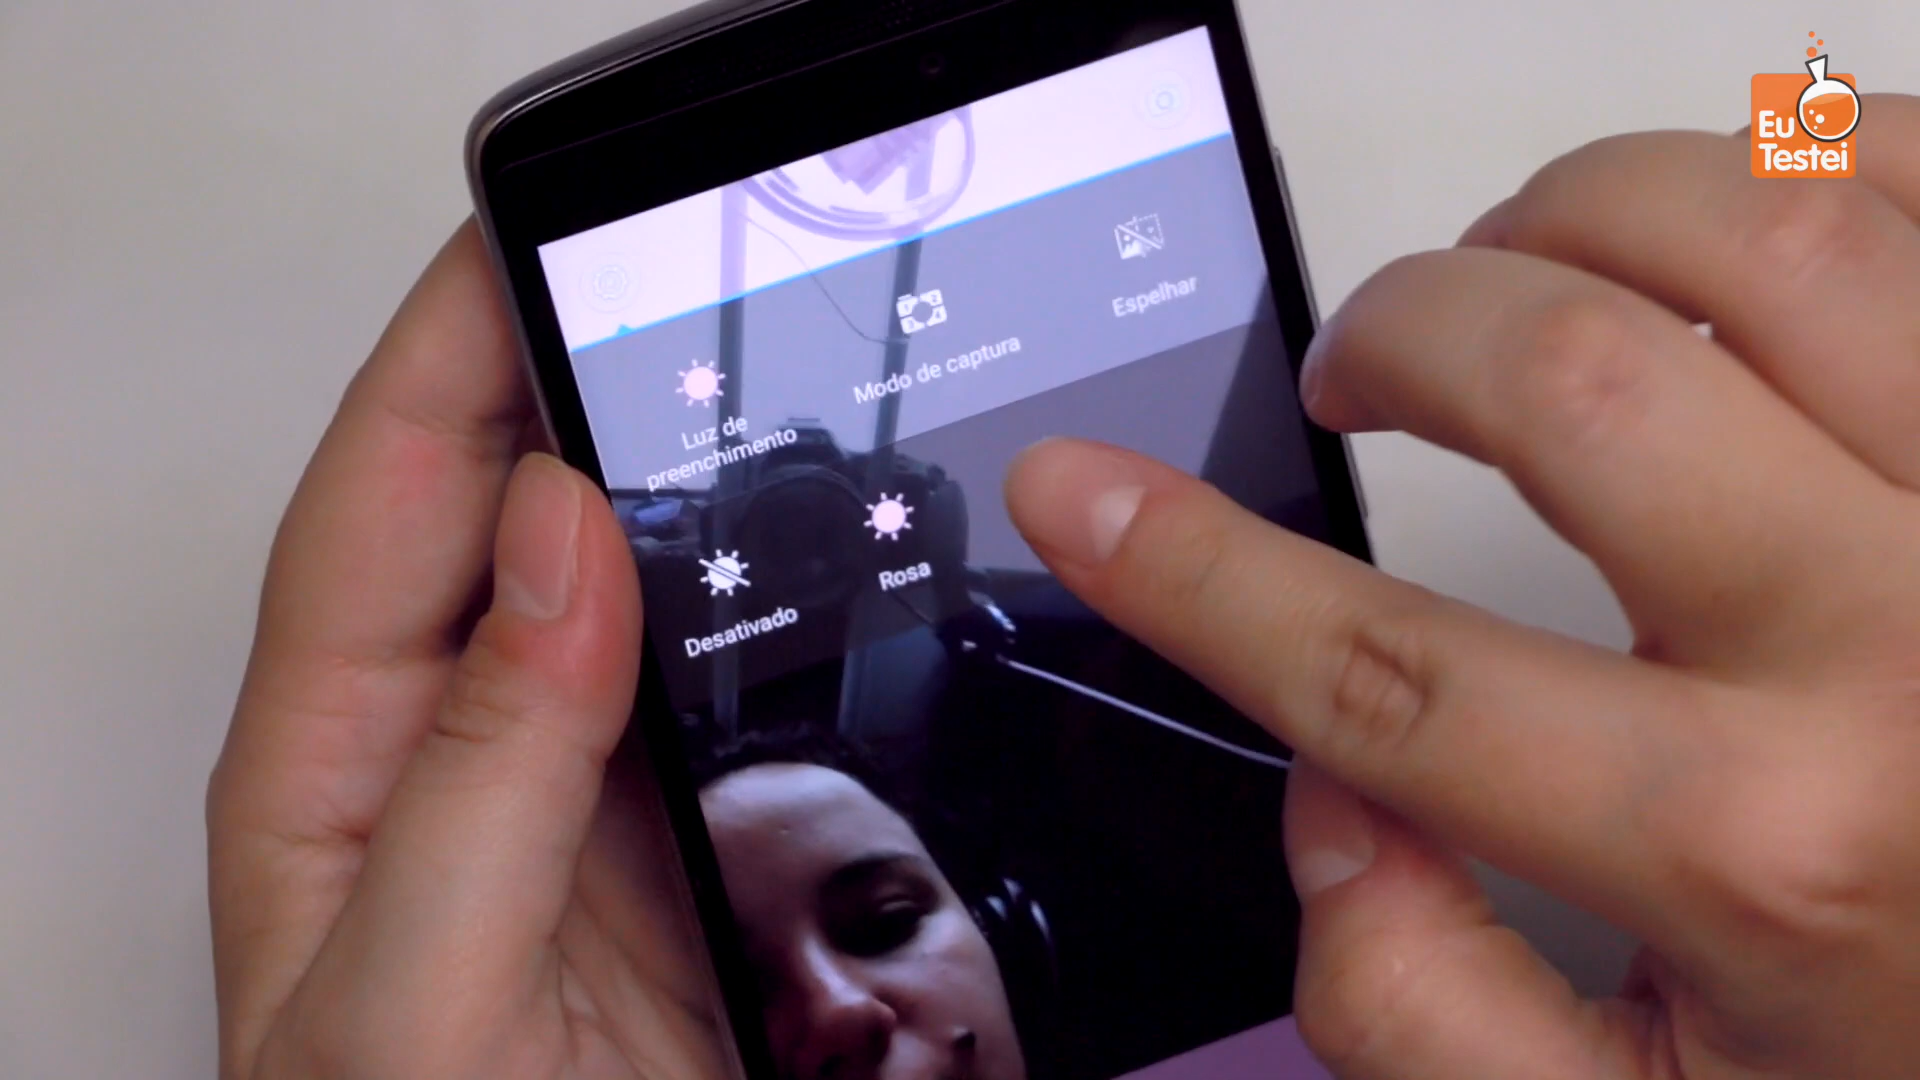 Eu
Testei
Espelhar
Modo de captura
Luz de
preenchimento
Rosa
Desativado